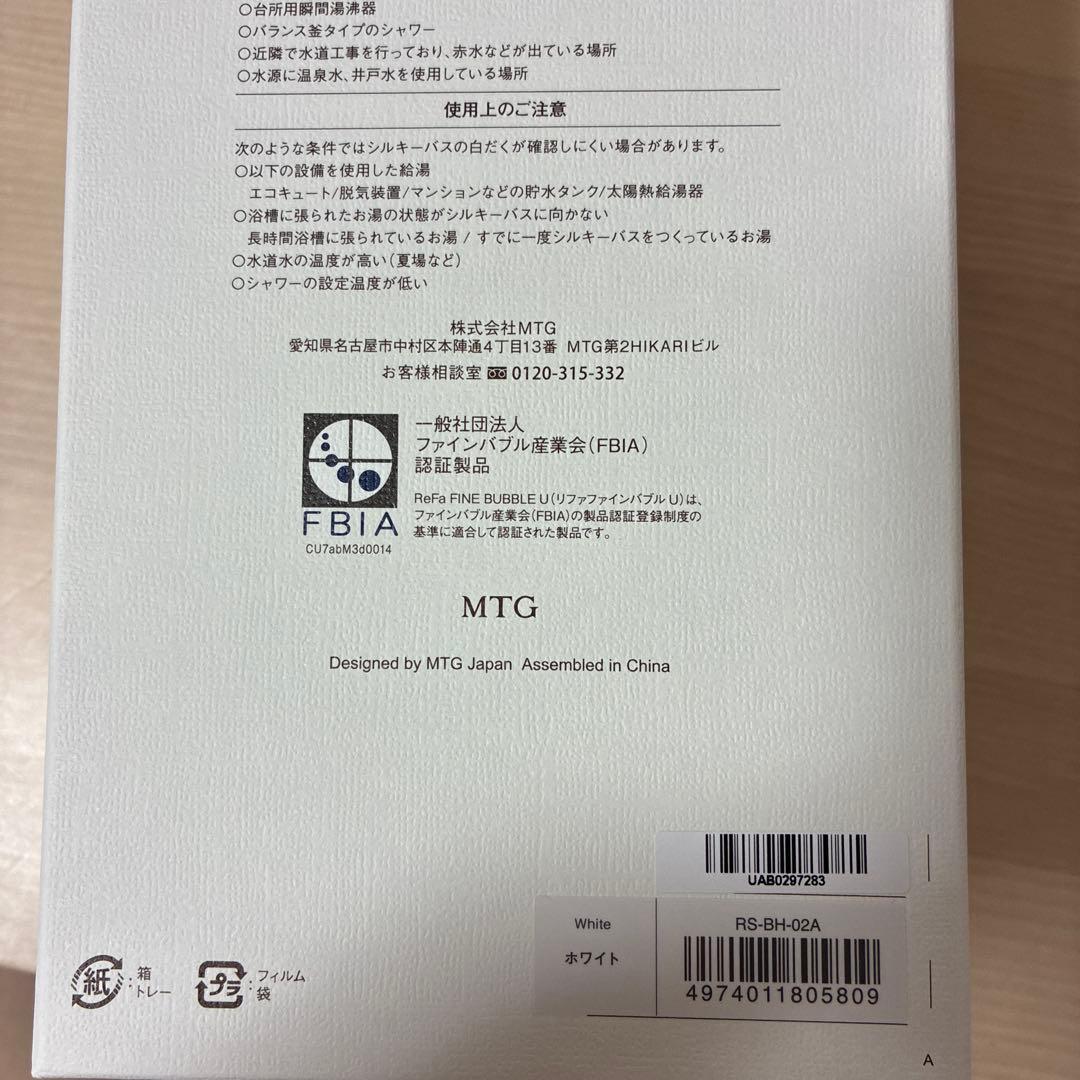 ○台所用瞬間湯沸器
○バランス釜タイプのシャワー
○近隣で水道工事を行っており、赤水などが出ている場所
○水源に温泉水、井戸水を使用している場所
使用上のご注意
次のような条件ではシルキーバスの白だくが確認しにくい場合があります。
○以下の設備を使用した給湯
エコキュート/脱気装置/マンションなどの貯水タンク/太陽熱給湯器
○浴槽に張られたお湯の状態がシルキーバスに向かない
長時間浴槽に張られているお湯 / すでに一度シルキーバスをつくっているお湯
○水道水の温度が高い（夏場など）
○シャワーの設定温度が低い
株式会社MTG
愛知県名古屋市中村区本陣通4丁目13番 MTG第2HIKARIビル
お客様相談室 0120-315-332
一般社団法人
ファインバブル産業会（FBIA）
認証製品
ReFa FINE BUBBLE U（リファファインバブル U）は、
ファインバブル産業会（FBIA）の製品認証登録制度の
基準に適合して認証された製品です。
FBIA
CU7abM3d0014
MTG
Designed by MTG Japan Assembled in China
UAB0297283
White
ホワイト
RS-BH-02A
4974011805809
紙
：箱
：トレー
プラ
：フィルム
：袋
A